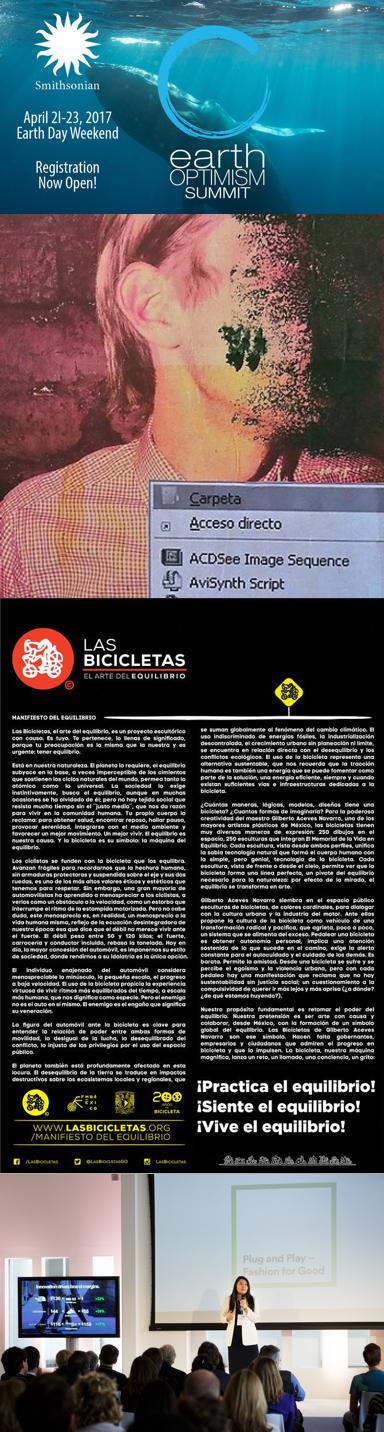 Smithsonian
April 21-23, 2017
Earth Day Weekend
Registration
Now Open!
earth
OPTIMISM
SUMMIT
Carpeta
Acceso directo
ACDSee Image Sequence
AviSynth Script
LAS
BICICLETAS
EL ARTE DEL EQUILIBRIO
MANIFIESTO DEL EQUILIBRIO
Las Bicicletas, el arte del equilibrio, es un proyecto escultórico
con causa. Es tuyo. Te pertenece, lo llenas de significado,
porque tu preocupación es la misma que la nuestra y es
urgente: tener equilibrio.
Está en nuestra naturaleza. El planeta lo requiere, el equilibrio
subyace en la base, a veces imperceptible de los cimientos
que sostienen los ciclos naturales del mundo, permea tanto lo
atómico como lo universal. La sociedad lo exige
instintivamente, busca el equilibrio, aunque en muchas
ocasiones se ha olvidado de él; pero no hay tejido social que
resista mucho tiempo sin el "justo medio", que nos da razón
para vivir en la comunidad humana. Tu propio cuerpo lo
reclama: para obtener salud, encontrar reposo, hallar pausa,
provocar serenidad, integrarse con el medio ambiente y
favorecer un mejor movimiento. Un mejor vivir. El equilibrio es
nuestra causa. Y la bicicleta es su símbolo: la máquina del
equilibrio.
Los ciclistas se funden con la bicicleta que los equilibra.
Avanzan frágiles para recordarnos que lo hechura humana,
sin armaduras protectoras y suspendida sobre el eje y sus dos
ruedas, es uno de los más altos valores éticos y estéticos que
tenemos para respetar. Sin embargo, una gran mayoría de
automovilistas ha aprendido a menospreciar a los ciclistas, a
verlos como un obstáculo a la velocidad, como un estorbo que
interrumpe el ritmo de la estampida motorizada. Pero no cabe
duda, este menosprecio es, en realidad, un menosprecio a la
vida humana misma, reflejo de la ecuación desintegradora de
nuestra época: esa que dice que el débil no merece vivir ante
el fuerte. El débil pesa entre 50 y 120 kilos; el fuerte,
carrocería y conductor incluido, rebasa la tonelada. Hoy en
día, la mayor concesión del automóvil, es imponernos su estilo
de sociedad, donde rendirnos a su idolatría es la única opción.
El individuo enajenado del automóvil considera
menospreciable lo minúsculo, la pequeña escala, el progreso
a baja velocidad. El uso de la bicicleta propicia la experiencia
virtuosa de vivir ritmos más equilibrados del tiempo, a escala
más humana, que nos dignifica como especie. Pero el enemigo
no es el auto en sí mismo. El enemigo es el engaño que significa
su veneración.
La figura del automóvil ante la bicicleta es clave para
entender la relación de poder entre ambas formas de
movilidad, lo desigual de la lucha, lo desequilibrado del
conflicto, lo injusto de los privilegios por el uso del espacio
público.
El planeta también está profundamente afectado en esta
locura. El desequilibrio de la tierra se traduce en impactos
destructivos sobre los ecosistemas locales y regionales, que
se suman globalmente al fenómeno del cambio climático. El
uso indiscriminado de energías fósiles, la industrialización
descontrolada, el crecimiento urbano sin planeación ni límite,
se encuentra en relación directa con el desequilibrio y los
conflictos ecológicos. El uso de la bicicleta representa una
alternativa sustentable, que nos recuerda que la tracción
humana es también una energía que se puede fomentar como
parte de la solución, una energía eficiente, siempre y cuando
existan suficientes vías e infraestructuras dedicadas a la
bicicleta.
¿Cuántas maneras, lógicos, modelos, diseños tiene una
bicicleta? ¿Cuántas formas de imaginarla? Para la poderosa
creatividad del maestro Gilberto Aceves Navarro, uno de los
mayores artistas plásticos de México, las bicicletas tienen
muy diversas maneras de expresión: 250 dibujos en el
espacio, 250 esculturas que integran El Memorial de la Vida en
Equilibrio. Cada escultura, vista desde ambos perfiles, unifica
la sabia tecnología natural que formó el cuerpo humano con
la simple, pero genial, tecnología de la bicicleta. Cada
escultura, vista de frente o desde el cielo, permite ver que la
bicicleta forma una línea perfecta, un pivote del equilibrio
necesario para la naturaleza: por efecto de la mirada, el
equilibrio se transforma en arte.
Gilberto Aceves Navarro siembra en el espacio público
esculturas de bicicletas, de colores cardinales, para dialogar
con la cultura urbana y la industria del motor. Ante ellos
propone la cultura de la bicicleta como vehículo de una
transformación radical y pacífica, que agrieta, poco a poco,
un sistema que se alimenta del exceso. Pedalear una bicicleta
es obtener autonomía personal, implica una atención
sostenida de lo que sucede en el camino, exige la alerta
constante para el autocuidado y el cuidado de los demás. Es
barata. Permite la amistad. Desde una bicicleta se sufre y se
percibe el egoísmo y la violencia urbana, pero con cada
pedaleo hay una manifestación que reclama que no hay
sustentabilidad sin justicia social; un cuestionamiento a la
compulsividad de querer ir más lejos y más aprisa (¿a dónde?
¿de qué estamos huyendo?).
Nuestro propósito fundamental es retomar el poder del
equilibrio. Nuestra pretensión es ser arte con causa y
colaborar, desde México, con la formación de un símbolo
global del equilibrio. Las Bicicletas de Gilberto Aceves
Navarro son ese símbolo. Hacen falta gobernantes,
empresarios y ciudadanos que admiren el progreso en
bicicleta y que lo impulsen. La bicicleta, nuestra máquina
magnífica, lanza un reto, un llamado, una conciencia, un grito:
¡Practica el equilibrio!
¡Siente el equilibrio!
¡Vive el equilibrio!
BICICLETA
WWW.LASBICICLETAS.ORG
/MANIFIESTO DEL EQUILIBRIO
/LasBicicletas
@LasBicicletasGO
/LasBicicletas
Plug and Play –
Fashion for Good
Innovation drives brand margins.